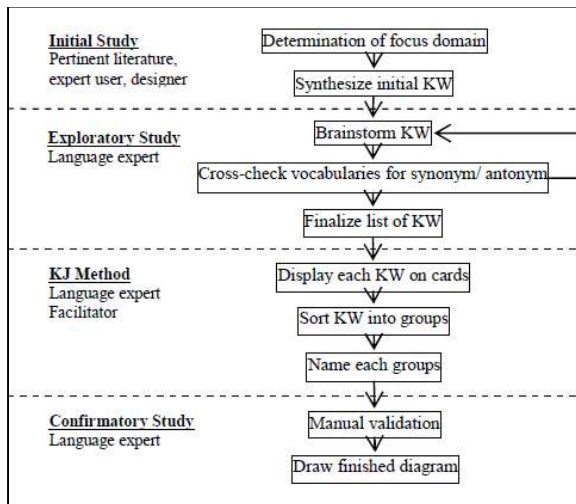 Initial Study
Pertinent literature,
expert user, designer
Determination of focus domain
Synthesize initial KW
Exploratory Study
Language expert
Brainstorm KW
Cross-check vocabularies for synonym/ antonym
Finalize list of KW
KJ Method
Language expert
Facilitator
Display each KW on cards
Sort KW into groups
Name each groups
Confirmatory Study
Language expert
Manual validation
Draw finished diagram